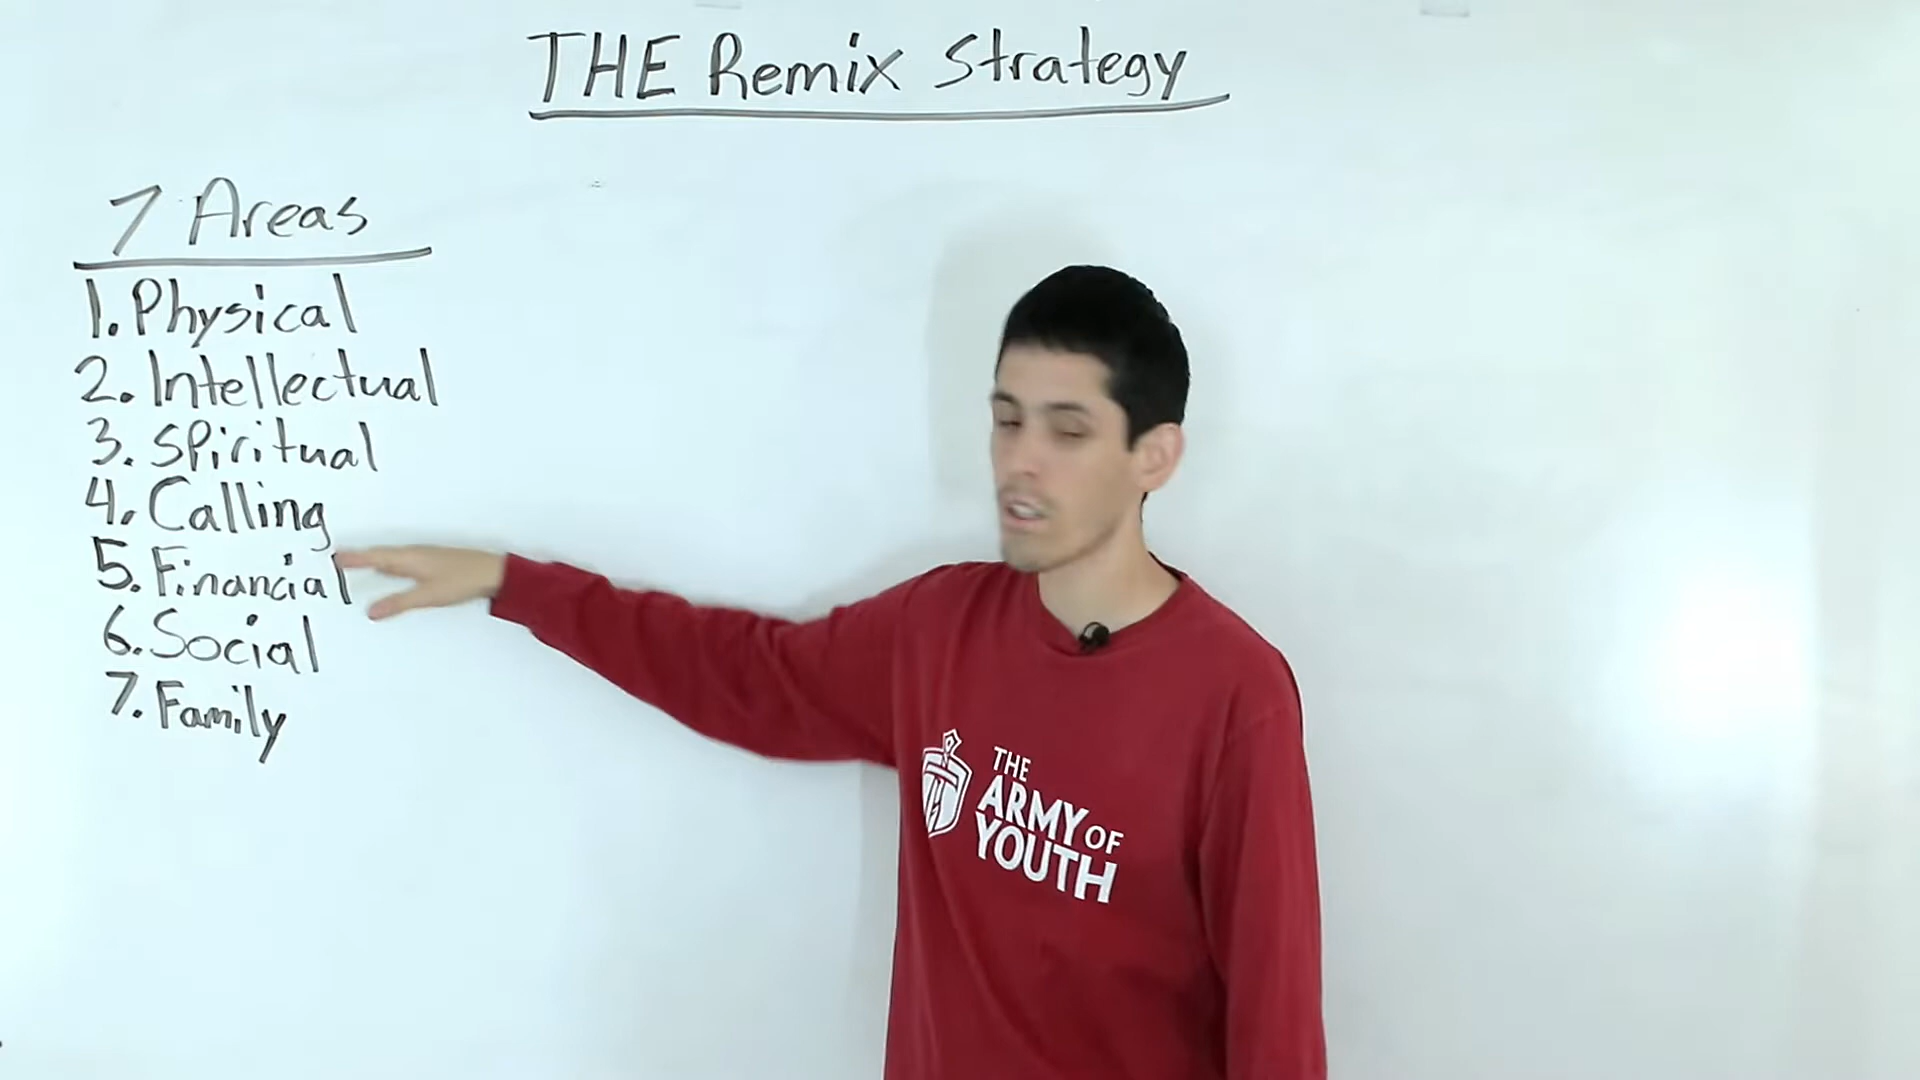 THE Remix Strategy
7 Areas
1. Physical
2. Intellectual
3. Spiritual
4. Calling
5. Financial
6. Social
7. Family
THE
ARMY OF
YOUTH